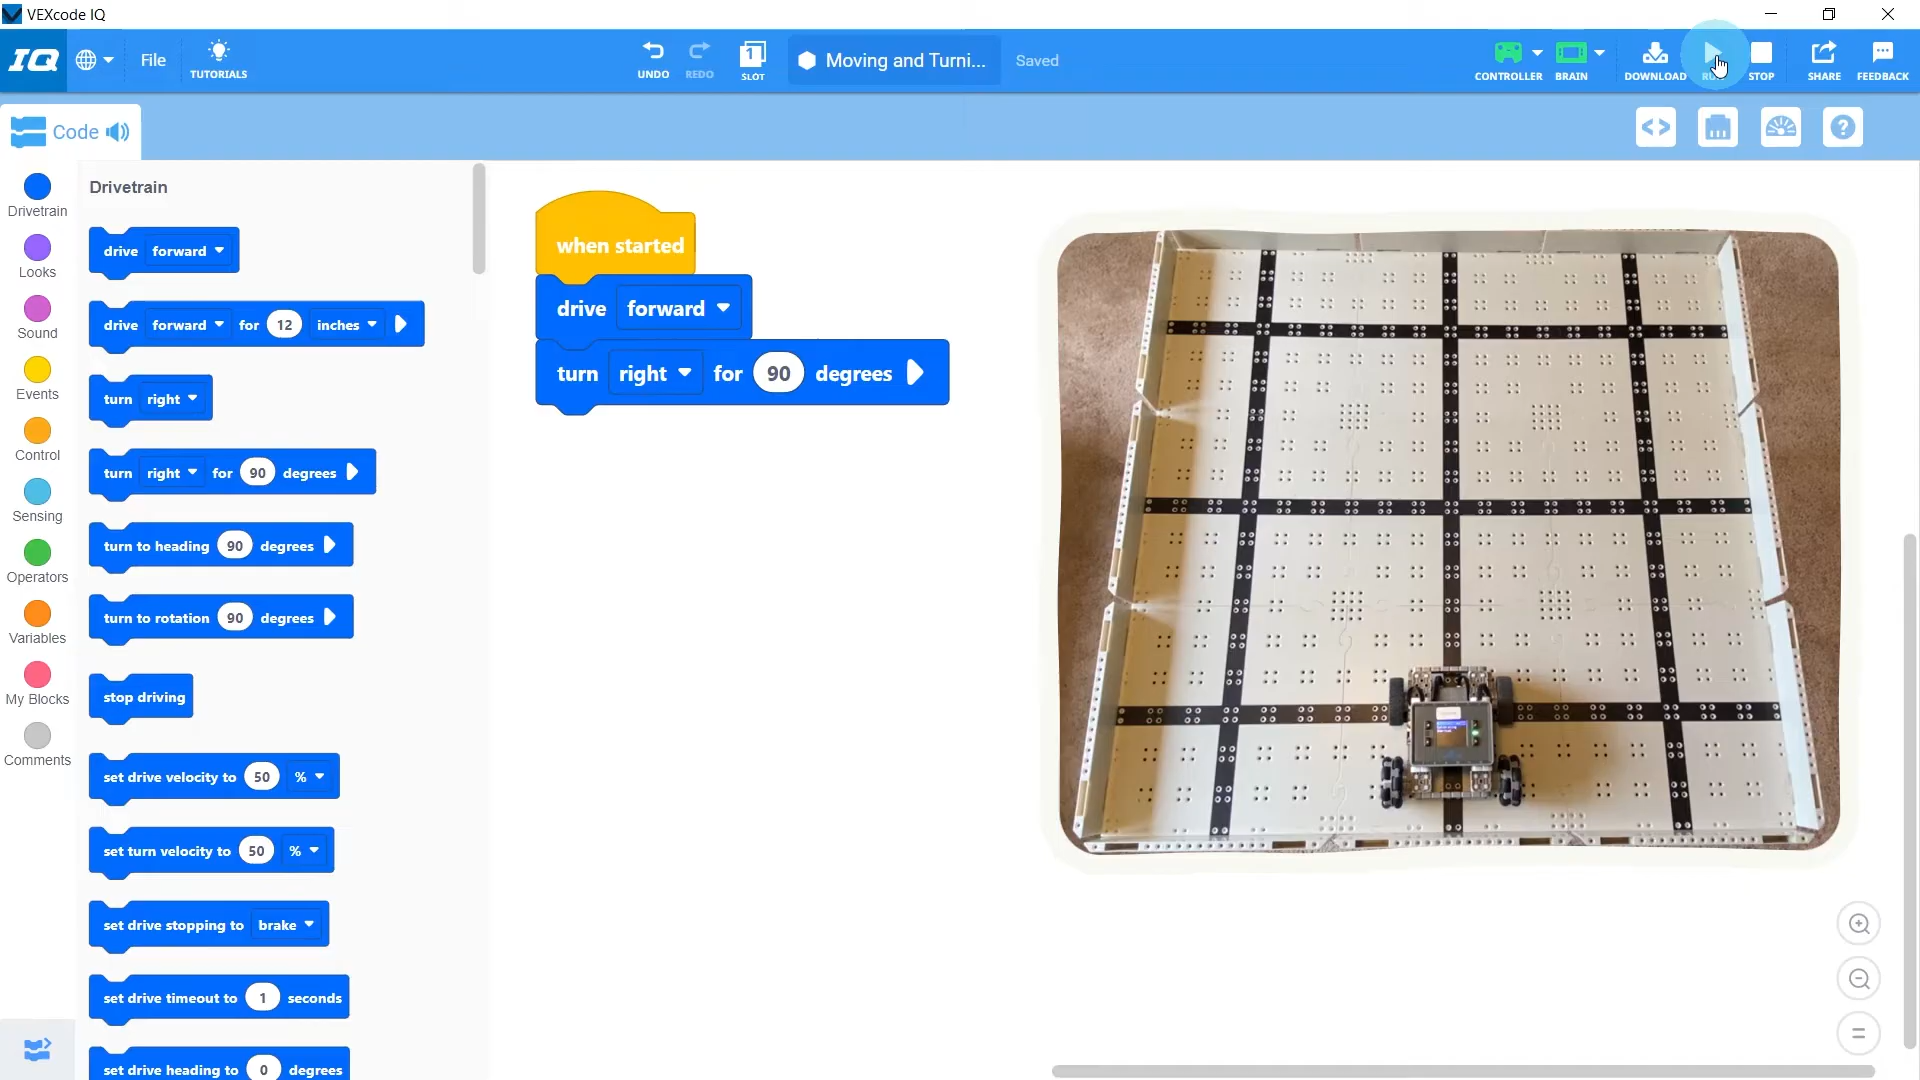 VEXcode IQ
IQ
File
TUTORIALS
UNDO
REDO
1
SLOT
Moving and Turni...
Saved
CONTROLLER
BRAIN
DOWNLOAD
STOP
SHARE
FEEDBACK
Code
Drivetrain
Looks
Sound
Events
Control
Sensing
Operators
Variables
My Blocks
Comments
Drivetrain
drive forward
drive forward for 12 inches
turn right
turn right for 90 degrees
turn to heading 90 degrees
turn to rotation 90 degrees
stop driving
set drive velocity to 50 %
set turn velocity to 50 %
set drive stopping to brake
set drive timeout to 1 seconds
set drive heading to 0 degrees
when started
drive forward
turn right for 90 degrees